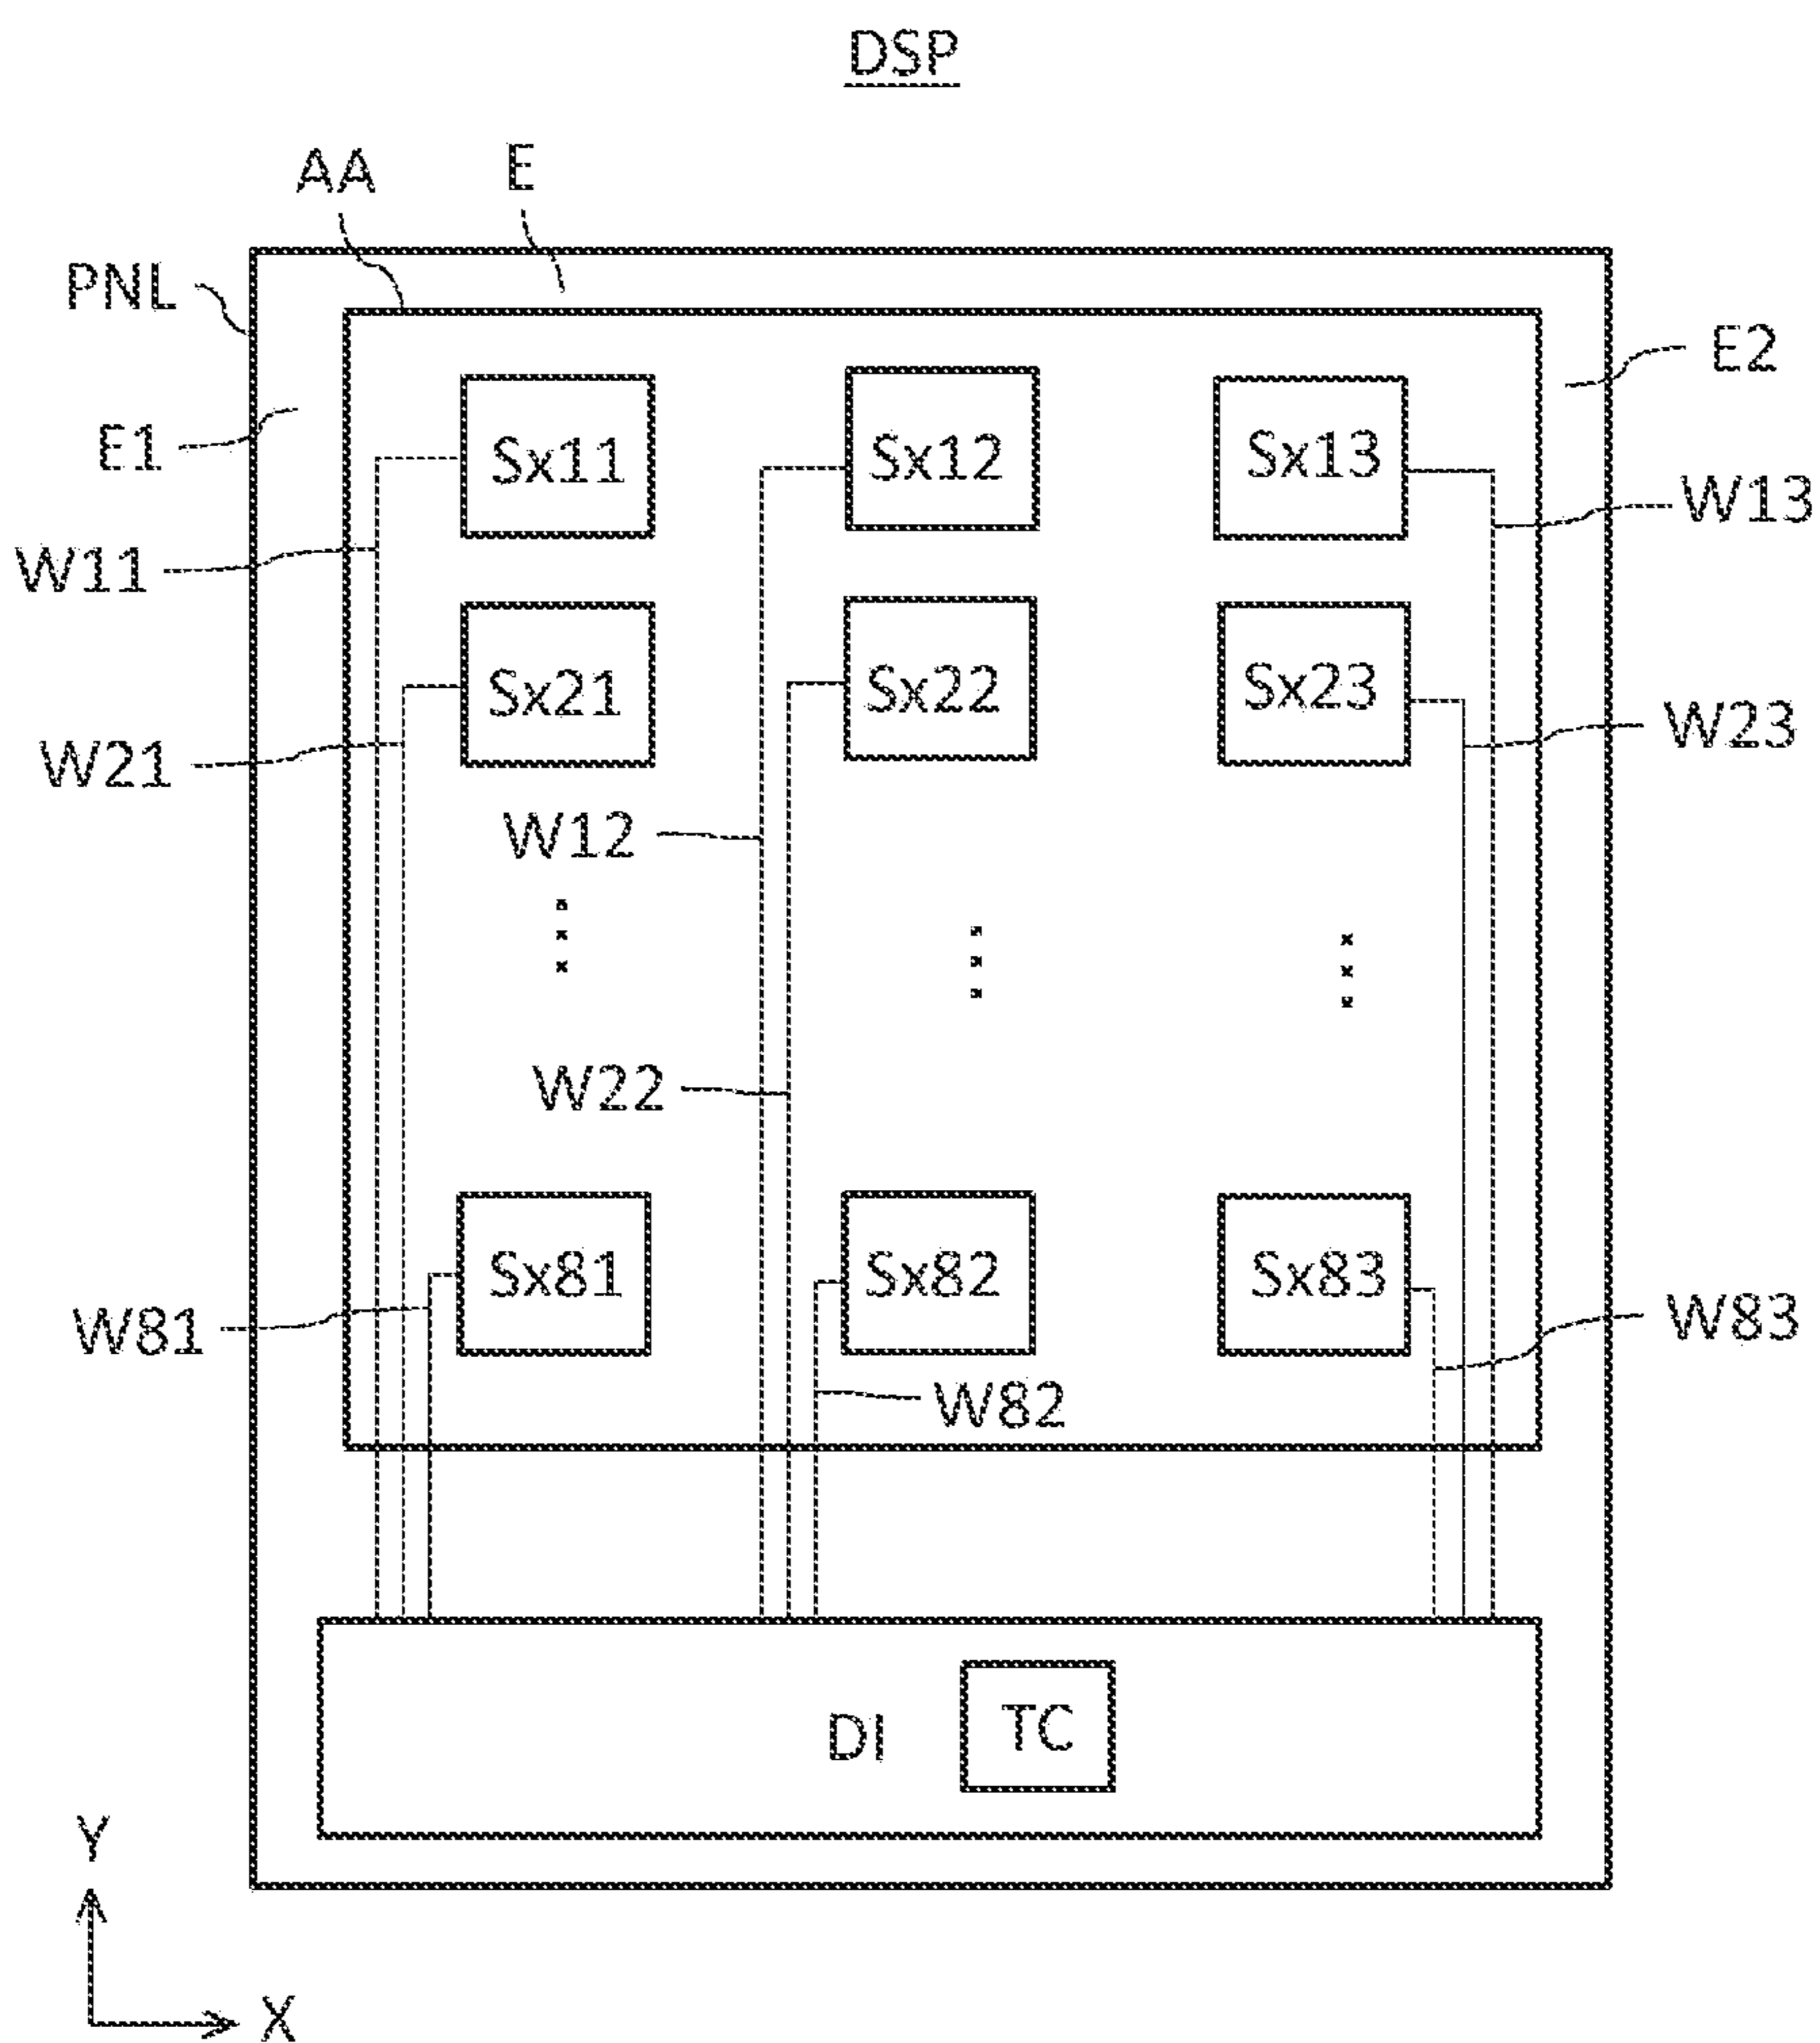 DSP
AA
E
PNL
E2
E1
Sx11
Sx12
Sx13
W13
W11
Sx21
Sx22
Sx23
W23
W21
W12
W22
Sx81
Sx82
Sx83
W81
W83
W82
DI
TC
Y
X